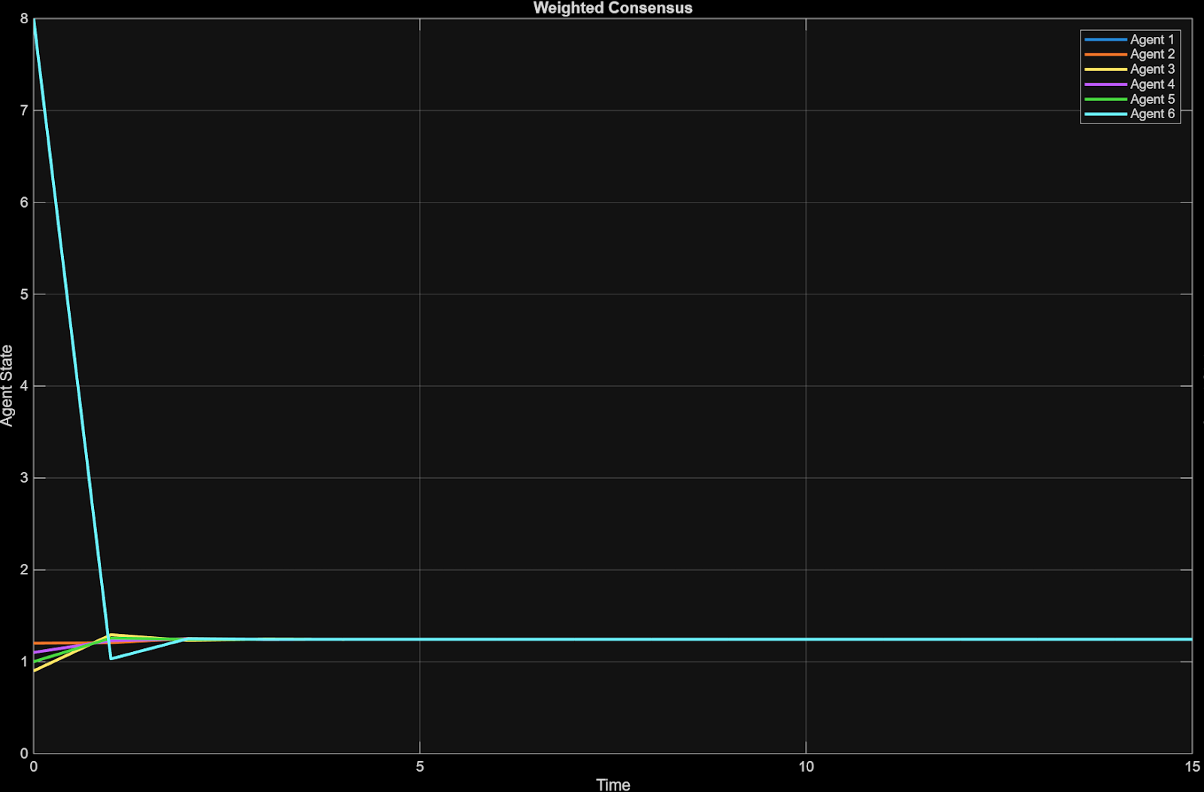 Weighted Consensus
8
7
6
5
4
3
2
1
0
Agent State
Agent 1
Agent 2
Agent 3
Agent 4
Agent 5
Agent 6
0 5 10 15
Time